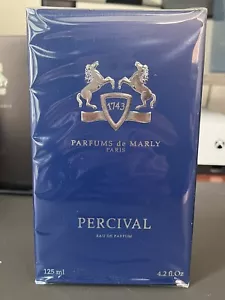 1743
PARFUMS de MARLY
PARIS
PERCIVAL
EAU DE PARFUM
125 ml 4.2 fl.Oz